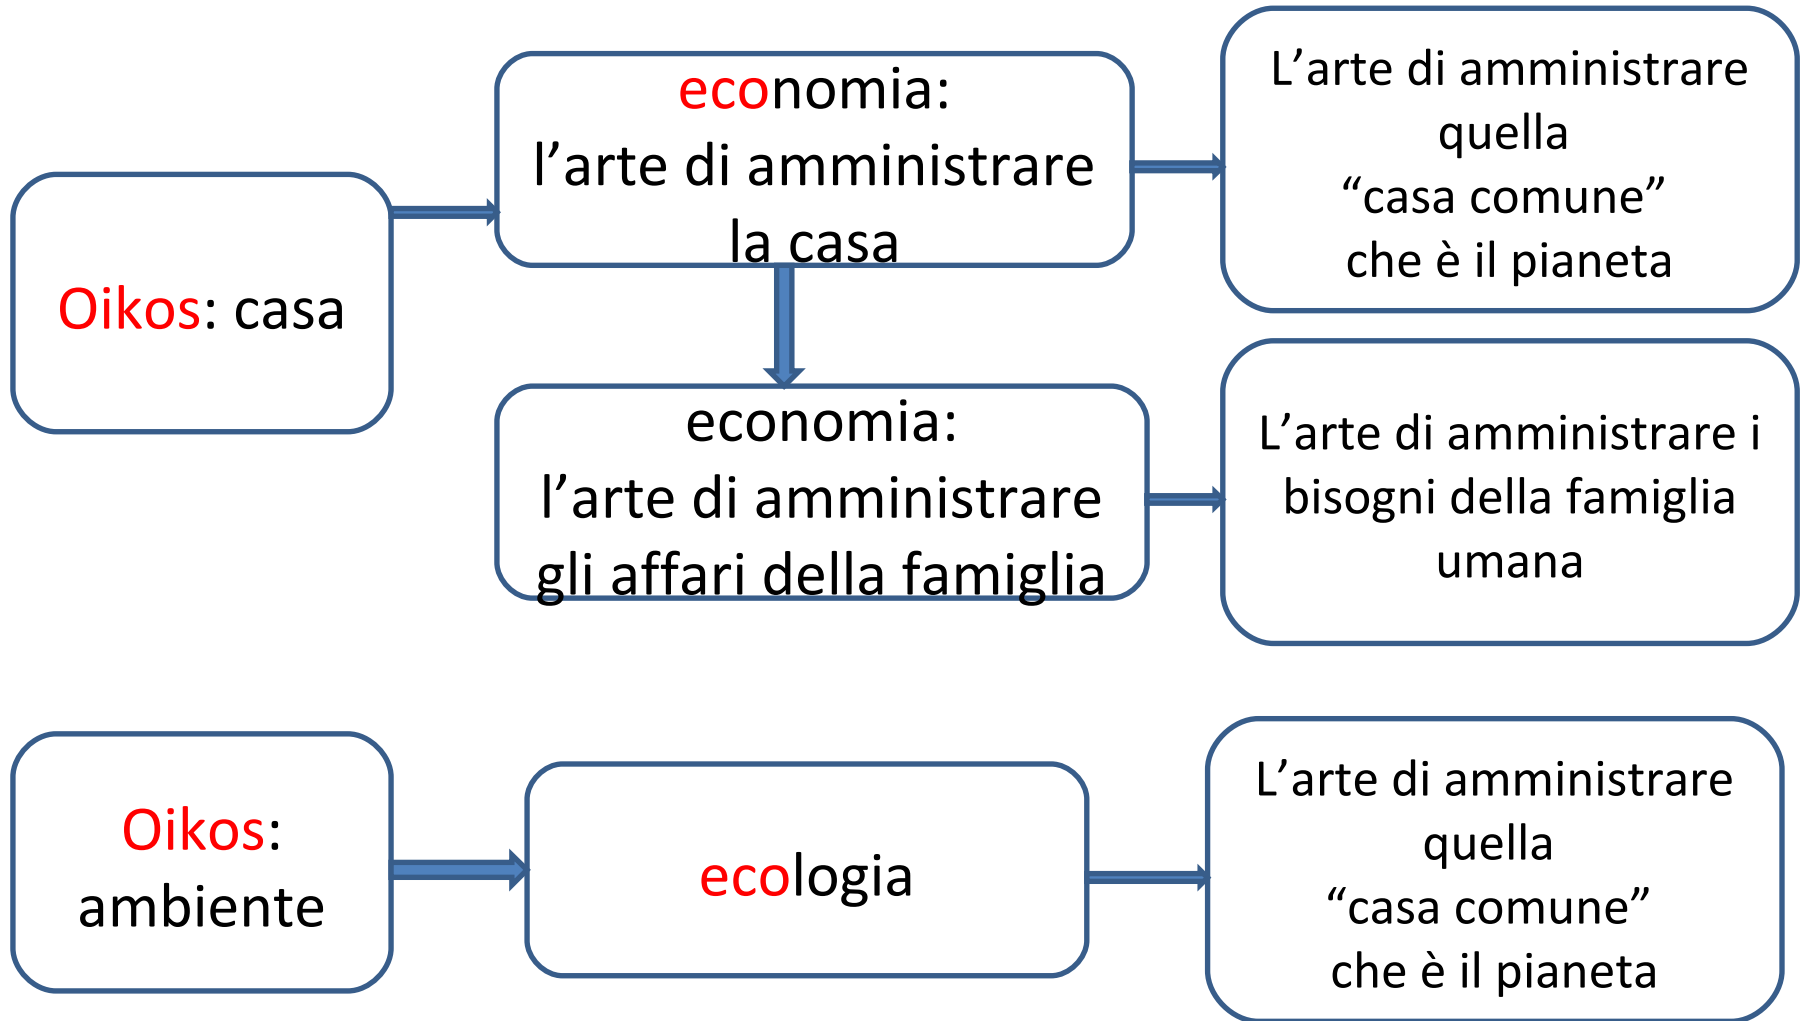 Oikos: casa
economia:
l’arte di amministrare
la casa
L’arte di amministrare
quella
“casa comune”
che è il pianeta
economia:
l’arte di amministrare
gli affari della famiglia
L’arte di amministrare i
bisogni della famiglia
umana
Oikos:
ambiente
ecologia
L’arte di amministrare
quella
“casa comune”
che è il pianeta